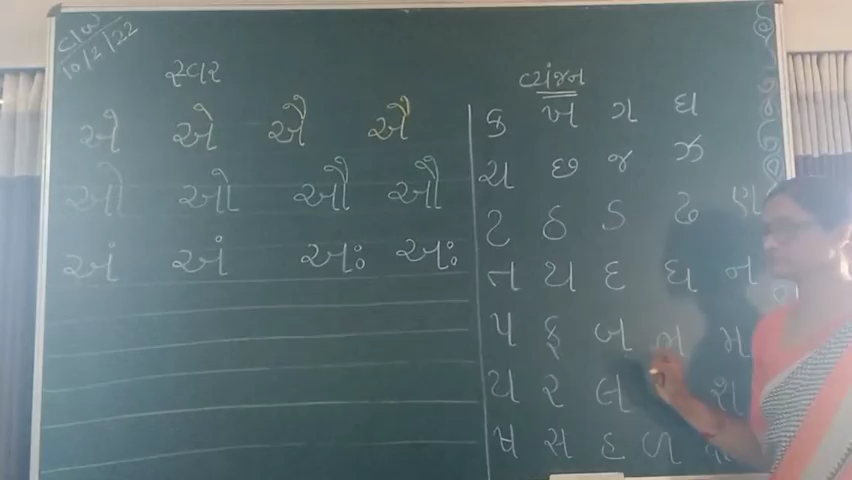 C/W
10/2/22
સ્વર
એ એ ઐ ઐ
ઓ ઓ ઔ ઔ
અં અં અઃ અઃ
વ્યંજન
ક ખ ગ ઘ
ચ છ જ ઝ
ટ ઠ ડ ઢ ણ
ત થ દ ધ ન
પ ફ બ ભ મ
ય ર લ શ
ષ સ હ ળ